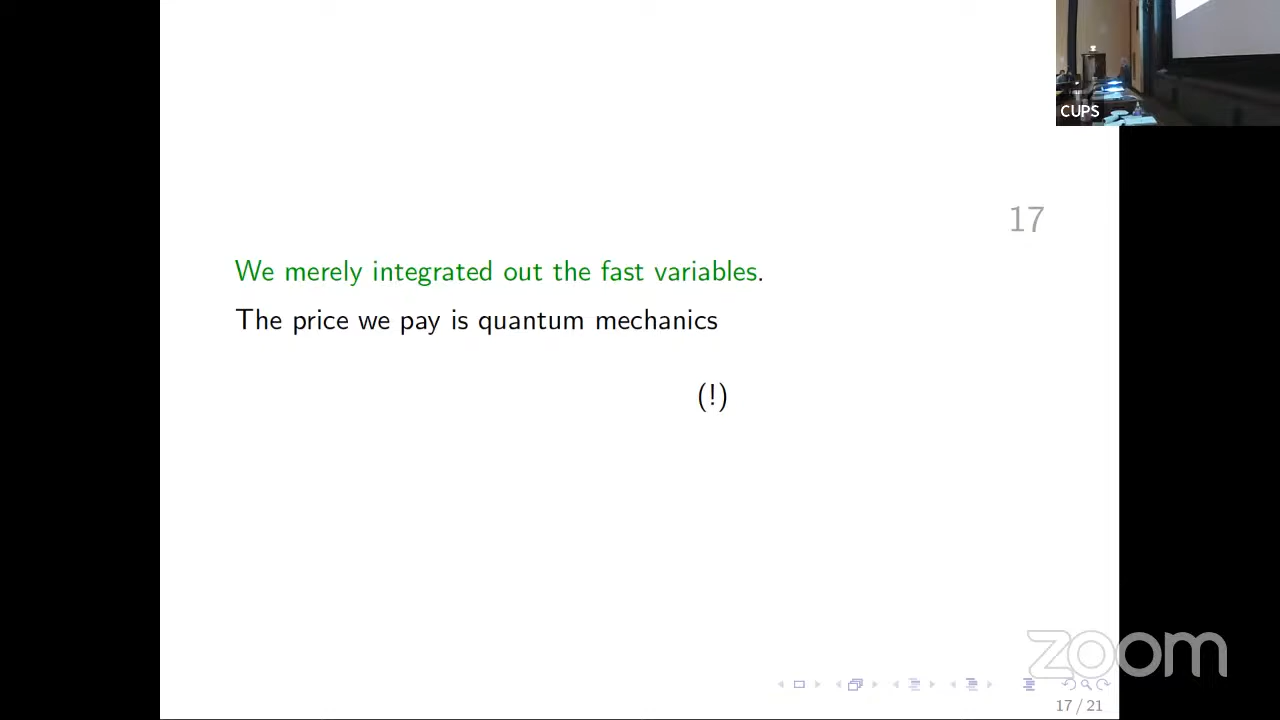 CUPS
17
We merely integrated out the fast variables.
The price we pay is quantum mechanics
(!)
zoom
17 / 21